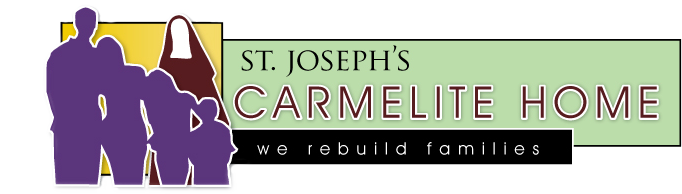 ST. JOSEPH'S
CARMELITE HOME
we rebuild families